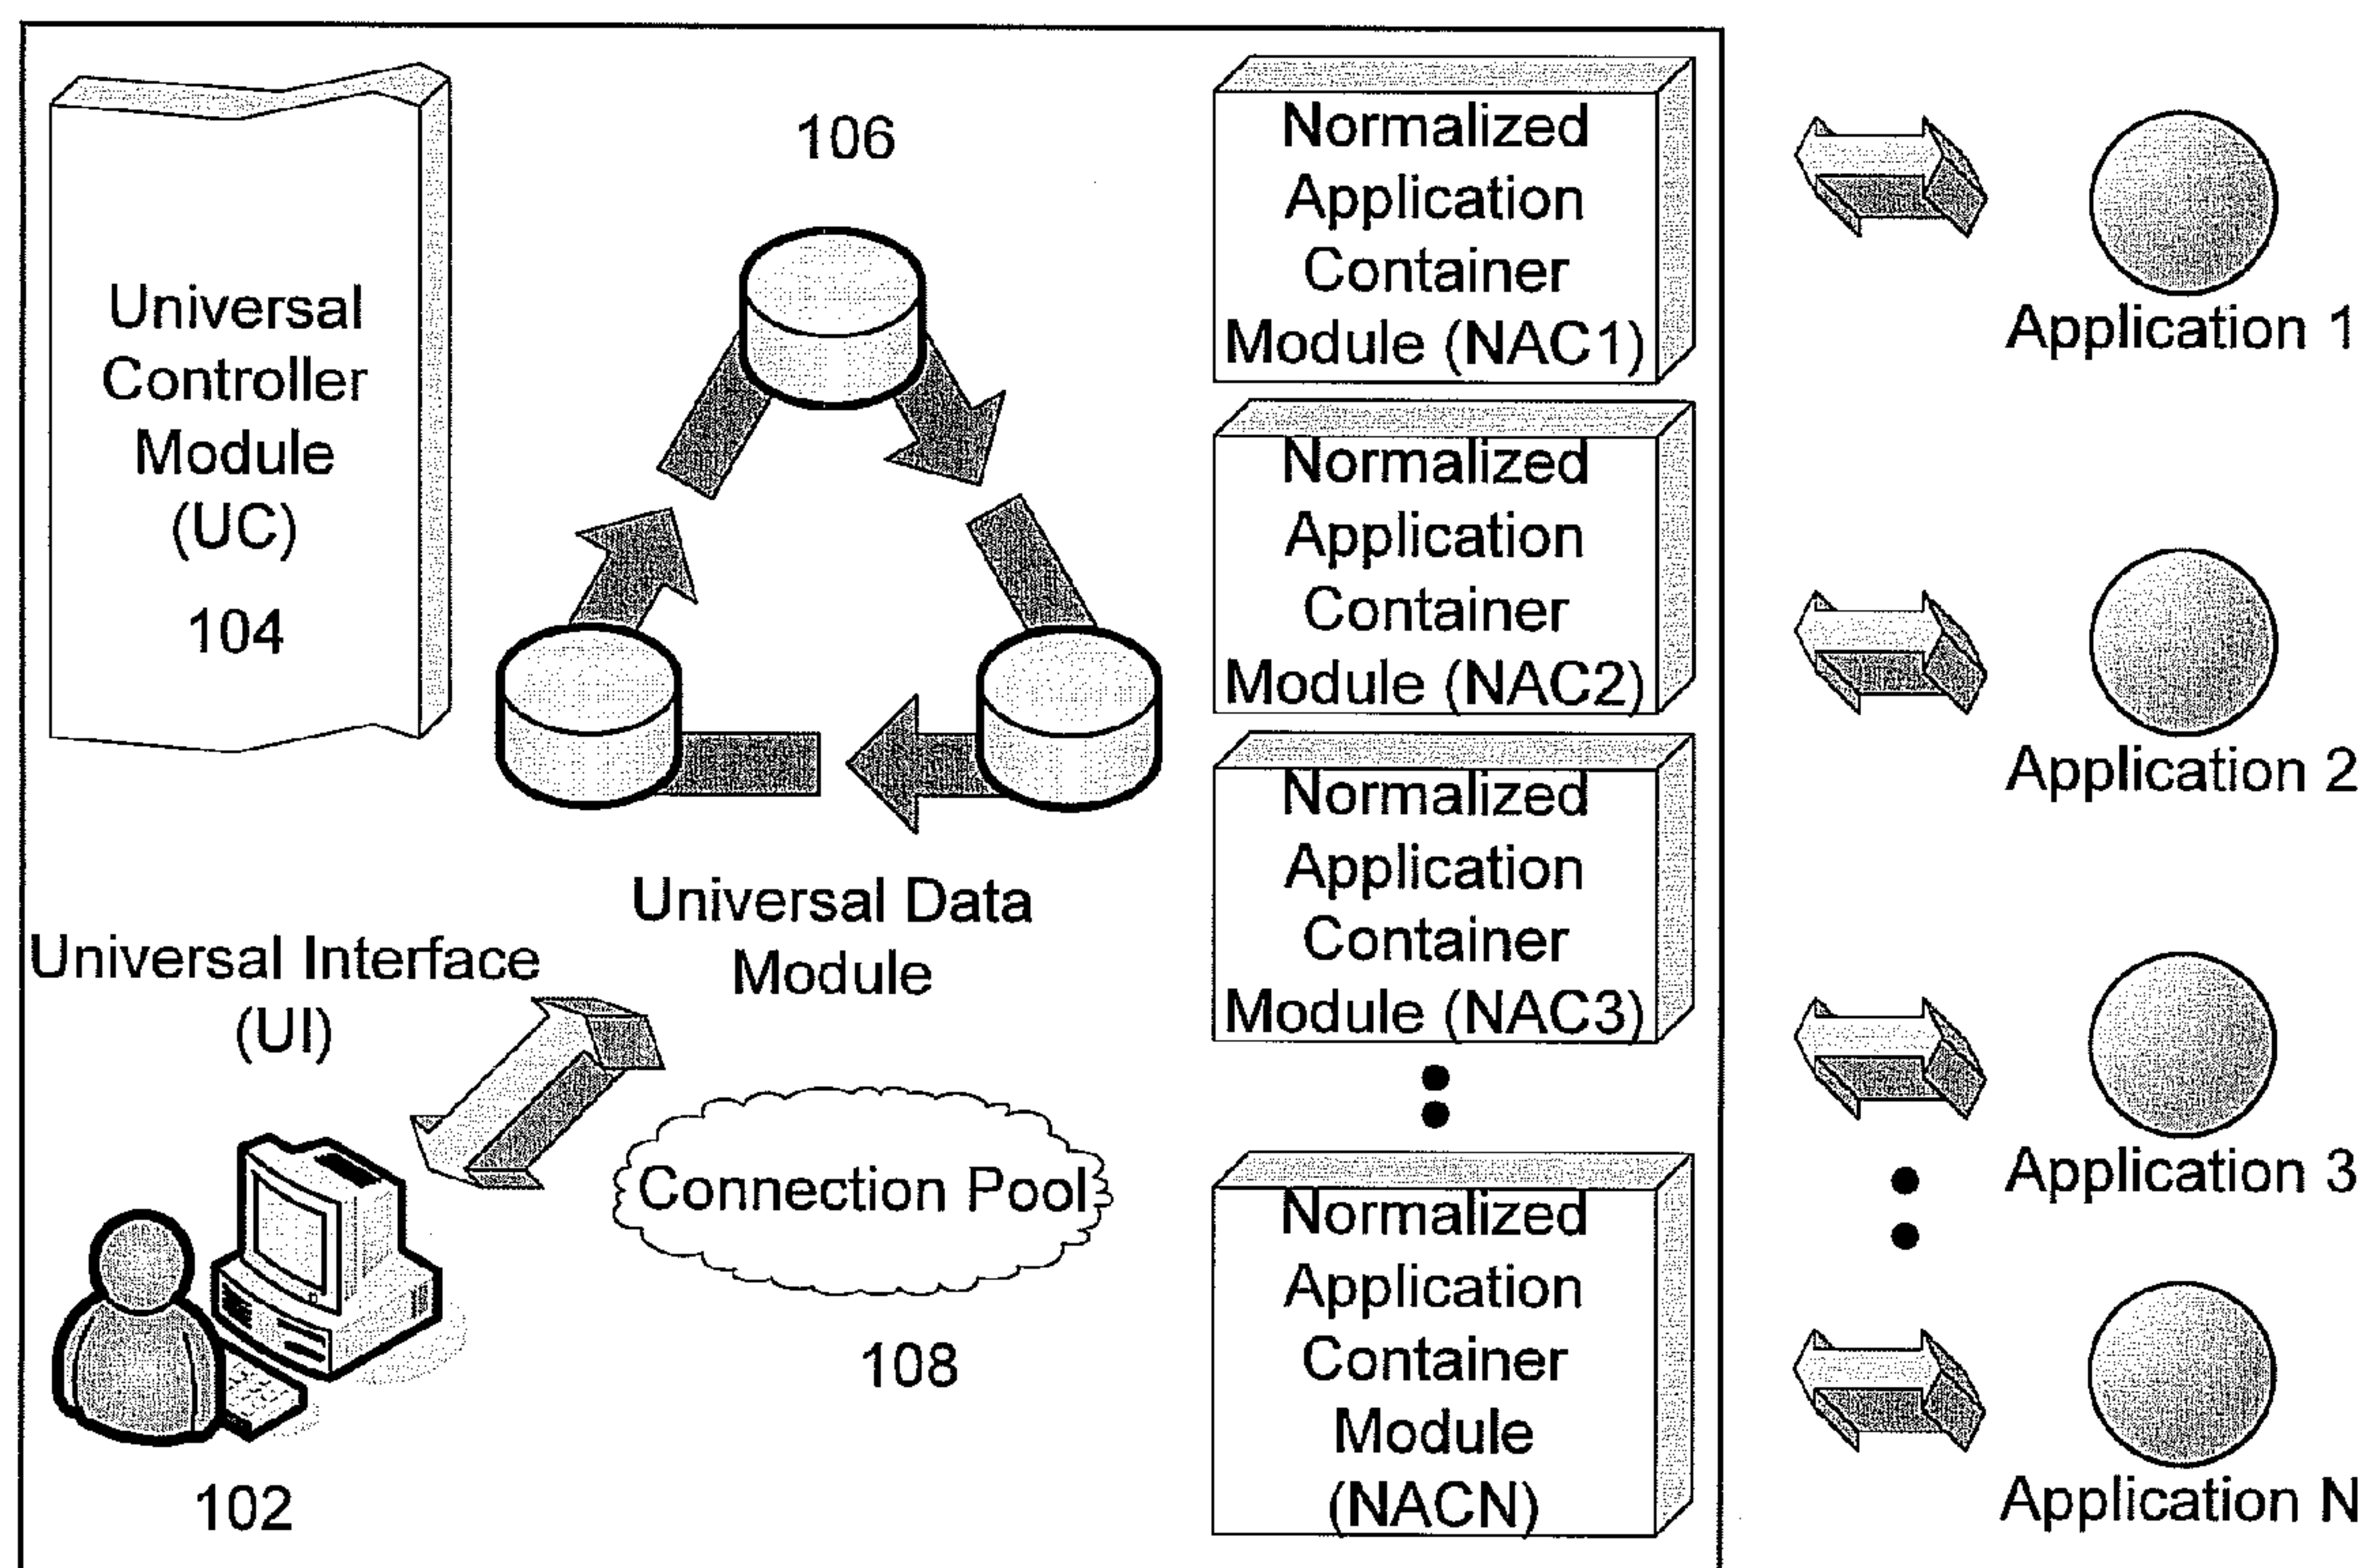 Universal
Controller
Module
(UC)
104
106
Universal Data
Module
Universal Interface
(UI)
102
Connection Pool
108
Normalized
Application
Container
Module (NAC1)
Normalized
Application
Container
Module (NAC2)
Normalized
Application
Container
Module (NAC3)
Normalized
Application
Container
Module
(NACN)
Application 1
Application 2
Application 3
Application N